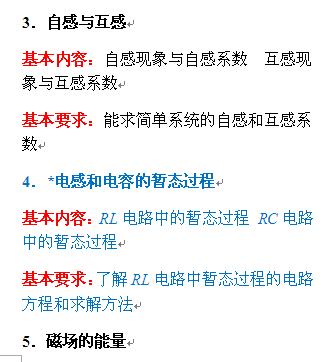 3．自感与互感
基本内容：自感现象与自感系数　互感现
象与互感系数
基本要求：能求简单系统的自感和互感系
数
4．*电感和电容的暂态过程
基本内容：RL 电路中的暂态过程  RC 电路
中的暂态过程
基本要求：了解 RL 电路中暂态过程的电路
方程和求解方法
5．磁场的能量